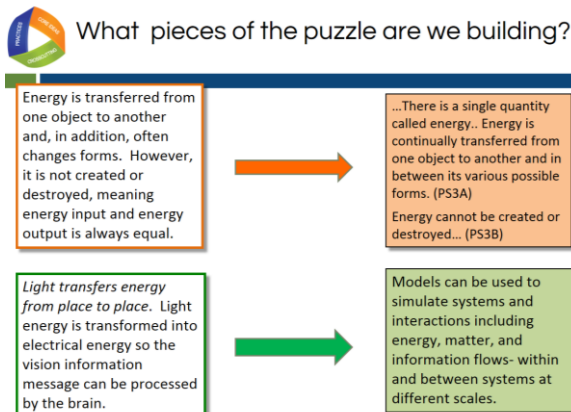 PRACTICES
CORE IDEAS
CROSSCUTTING
What pieces of the puzzle are we building?
Energy is transferred from
one object to another
and, in addition, often
changes forms. However,
it is not created or
destroyed, meaning
energy input and energy
output is always equal.
...There is a single quantity
called energy.. Energy is
continually transferred from
one object to another and in
between its various possible
forms. (PS3A)
Energy cannot be created or
destroyed... (PS3B)
Light transfers energy
from place to place. Light
energy is transformed into
electrical energy so the
vision information
message can be processed
by the brain.
Models can be used to
simulate systems and
interactions including
energy, matter, and
information flows- within
and between systems at
different scales.